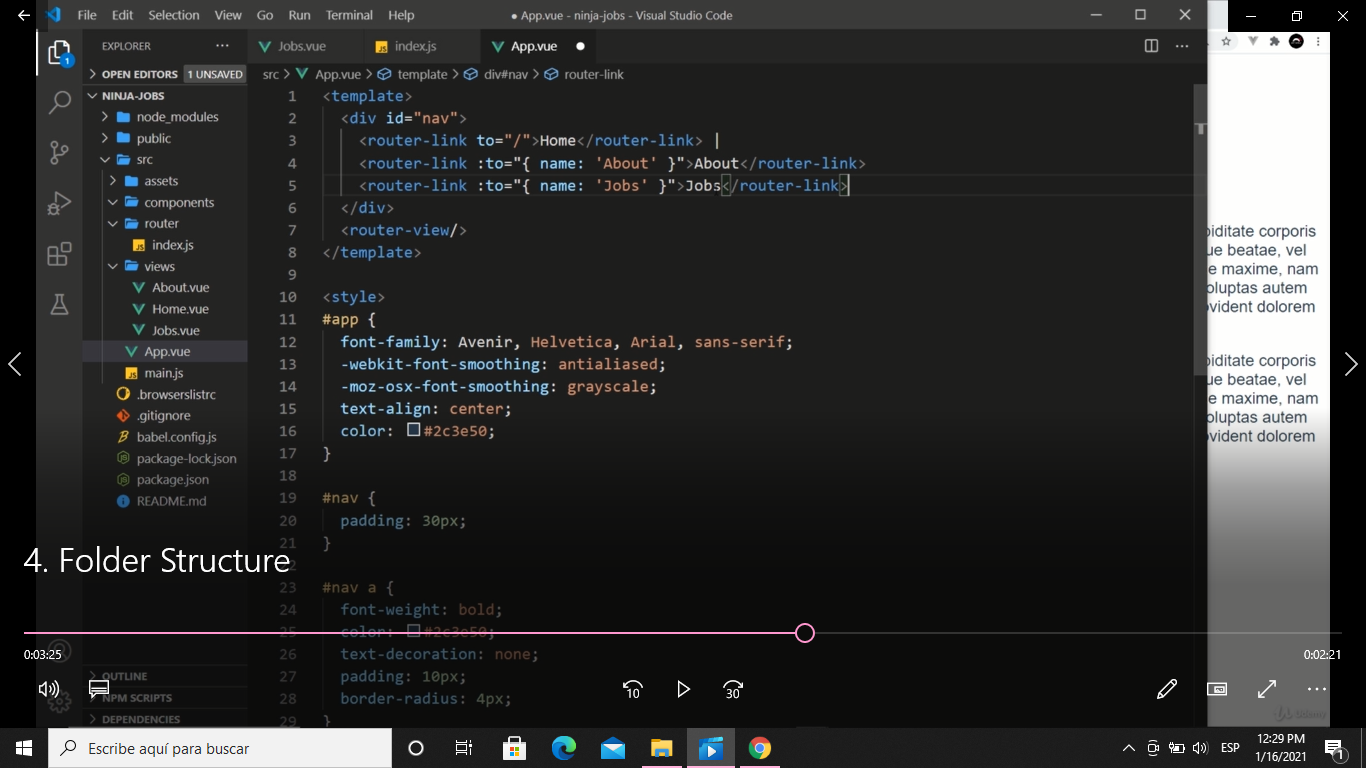 File Edit Selection View Go Run Terminal Help
● App.vue - ninja-jobs - Visual Studio Code
EXPLORER ...
Jobs.vue
index.js
App.vue ●
OPEN EDITORS 1 UNSAVED
src > App.vue > template > div#nav > router-link
NINJA-JOBS
node_modules
public
src
assets
components
router
index.js
views
About.vue
Home.vue
Jobs.vue
App.vue
main.js
.browserslistrc
.gitignore
babel.config.js
package-lock.json
package.json
README.md
OUTLINE
NPM SCRIPTS
DEPENDENCIES
1 <template>
2 <div id="nav">
3 <router-link to="/">Home</router-link> |
4 <router-link :to="{ name: 'About' }">About</router-link>
5 <router-link :to="{ name: 'Jobs' }">Jobs</router-link>
6 </div>
7 <router-view/>
8 </template>
9
10 <style>
11 #app {
12 font-family: Avenir, Helvetica, Arial, sans-serif;
13 -webkit-font-smoothing: antialiased;
14 -moz-osx-font-smoothing: grayscale;
15 text-align: center;
16 color: #2c3e50;
17 }
18
19 #nav {
20 padding: 30px;
21 }
22
23 #nav a {
24 font-weight: bold;
25 color: #2c3e50;
26 text-decoration: none;
27 padding: 10px;
28 border-radius: 4px;
29 }
iditate corporis
ue beatae, vel
e maxime, nam
oluptas autem
vident dolorem
iditate corporis
ue beatae, vel
e maxime, nam
oluptas autem
vident dolorem
4. Folder Structure
0:03:25
0:02:21
10
30
Udemy
Escribe aquí para buscar
ESP
12:29 PM
1/16/2021
1